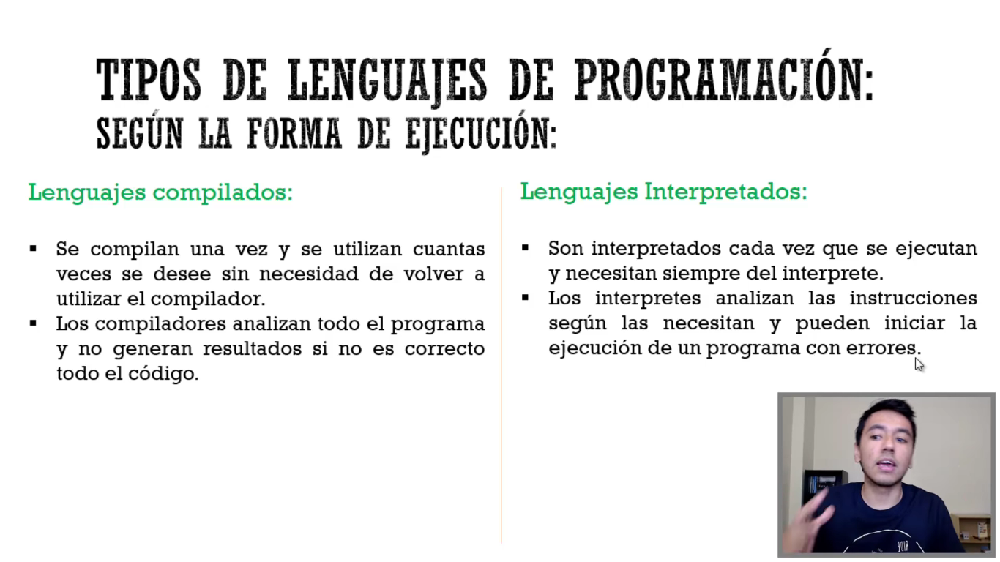 TIPOS DE LENGUAJES DE PROGRAMACIÓN:
SEGÚN LA FORMA DE EJECUCIÓN:
Lenguajes compilados:
▪ Se compilan una vez y se utilizan cuantas
veces se desee sin necesidad de volver a
utilizar el compilador.
▪ Los compiladores analizan todo el programa
y no generan resultados si no es correcto
todo el código.
Lenguajes Interpretados:
▪ Son interpretados cada vez que se ejecutan
y necesitan siempre del interprete.
▪ Los interpretes analizan las instrucciones
según las necesitan y pueden iniciar la
ejecución de un programa con errores.
RIDE